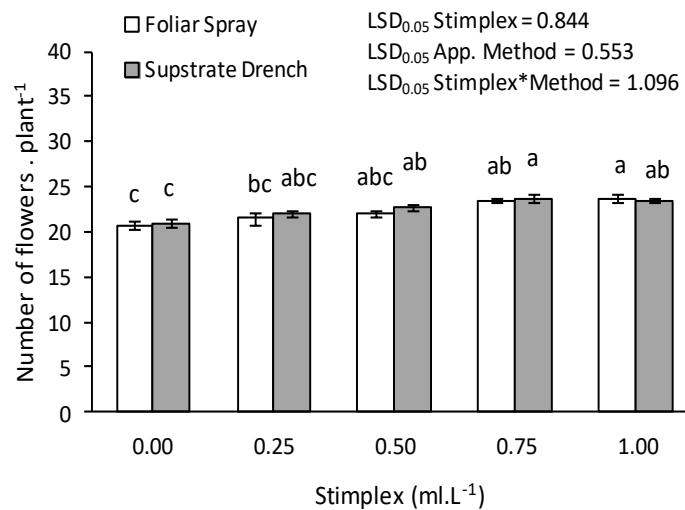 Foliar Spray
Supstrate Drench
LSD0.05 Stimplex = 0.844
LSD0.05 App. Method = 0.553
LSD0.05 Stimplex*Method = 1.096
Number of flowers . plant-1
40
35
30
25
20
15
10
5
0
c c bc abc abc ab ab a a ab
0.00 0.25 0.50 0.75 1.00
Stimplex (ml.L-1)